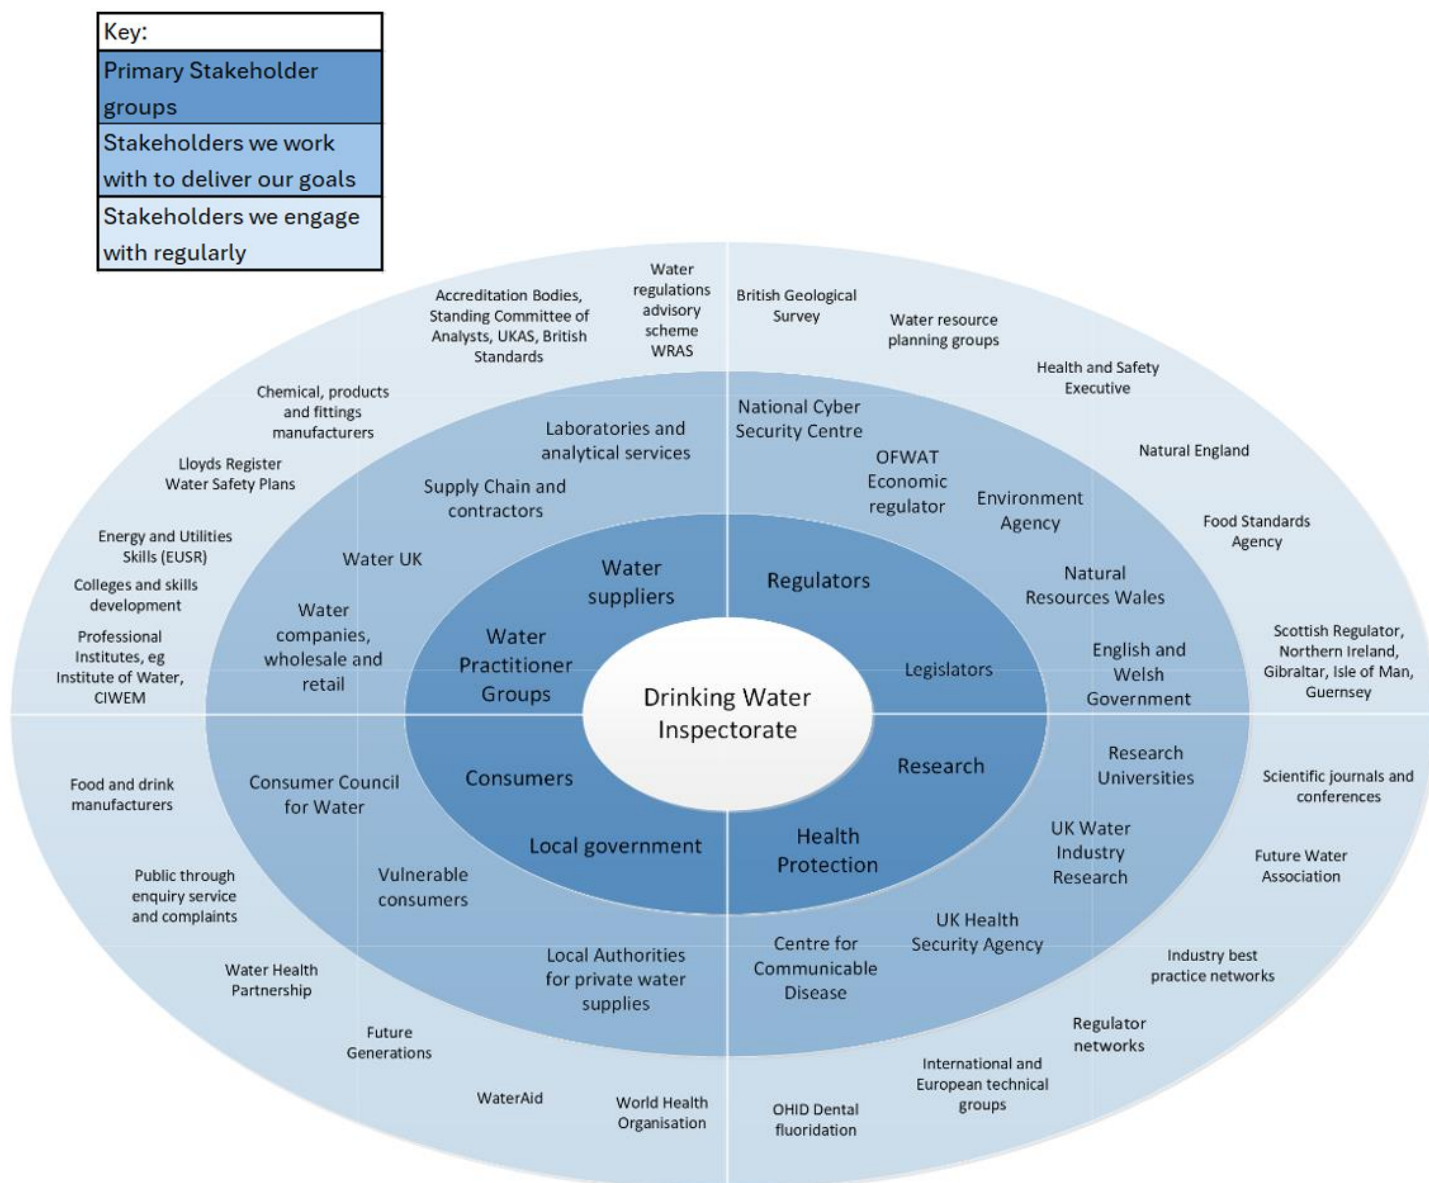 Key:
Primary Stakeholder
groups
Stakeholders we work
with to deliver our goals
Stakeholders we engage
with regularly
Accreditation Bodies,
Standing Committee of
Analysts, UKAS, British
Standards
Water
regulations
advisory
scheme
WRAS
British Geological
Survey
Water resource
planning groups
Health and Safety
Executive
Natural England
Food Standards
Agency
Scottish Regulator,
Northern Ireland,
Gibraltar, Isle of Man,
Guernsey
Chemical, products
and fittings
manufacturers
Lloyds Register
Water Safety Plans
Energy and Utilities
Skills (EUSR)
Colleges and skills
development
Professional
Institutes, eg
Institute of Water,
CIWEM
Laboratories and
analytical services
Supply Chain and
contractors
Water UK
Water
companies,
wholesale and
retail
National Cyber
Security Centre
OFWAT
Economic
regulator
Environment
Agency
Natural
Resources Wales
English and
Welsh
Government
Water
suppliers
Water
Practitioner
Groups
Regulators
Legislators
Drinking Water
Inspectorate
Consumers
Local government
Research
Health
Protection
Consumer Council
for Water
Vulnerable
consumers
Local Authorities
for private water
supplies
Research
Universities
UK Water
Industry
Research
UK Health
Security Agency
Centre for
Communicable
Disease
Food and drink
manufacturers
Public through
enquiry service
and complaints
Water Health
Partnership
Future
Generations
WaterAid
World Health
Organisation
Scientific journals and
conferences
Future Water
Association
Industry best
practice networks
Regulator
networks
International and
European technical
groups
OHID Dental
fluoridation